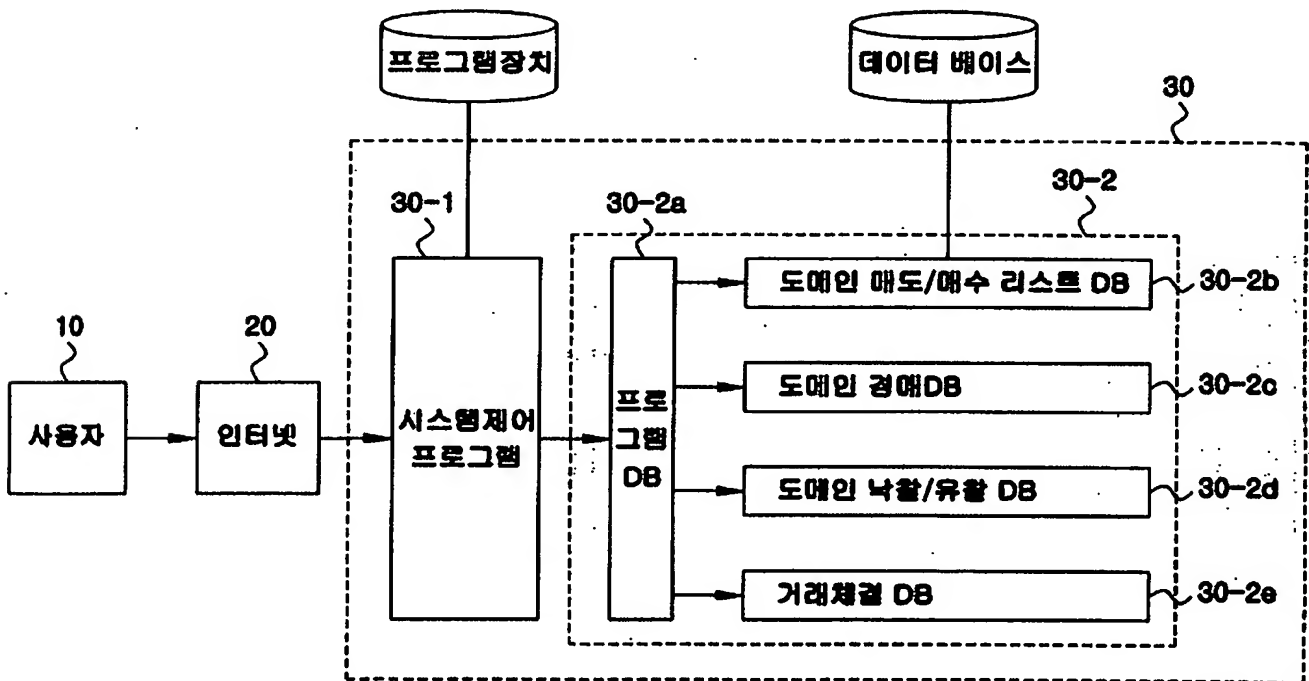 프로그램장치
데이터 베이스
30
30-2
30-1
30-2a
도메인 매도/매수 리스트 DB
30-2b
10
20
도메인 경매DB
30-2c
사용자
인터넷
시스템제어
프로그램
프로
그램
DB
도메인 낙찰/유찰 DB
30-2d
거래체결 DB
30-2e